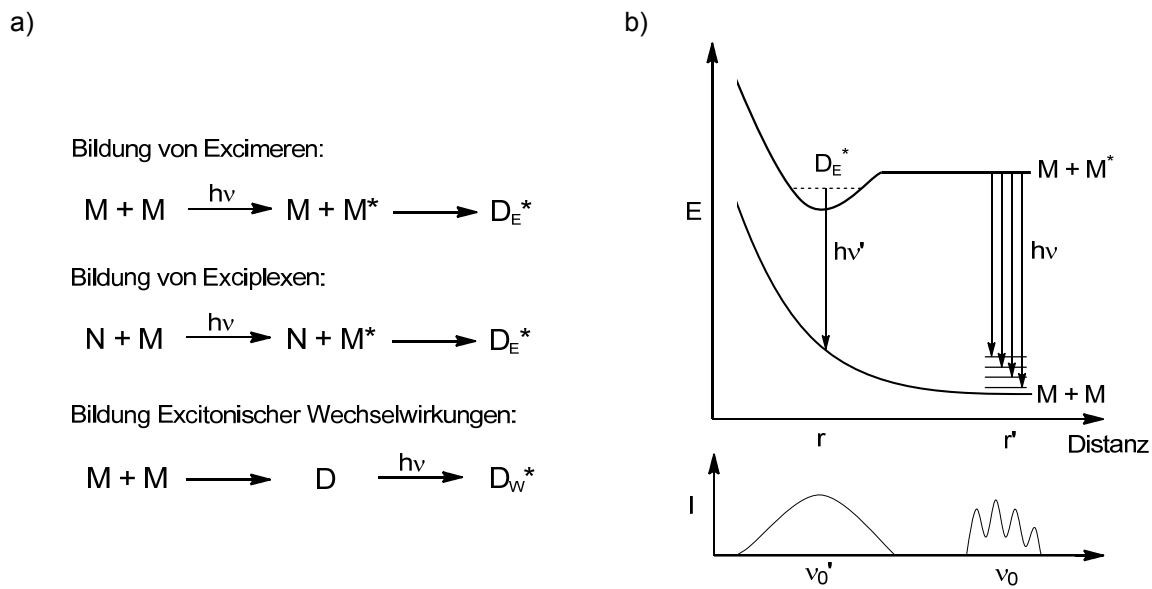 a)
Bildung von Excimeren:
M + M hν M + M* D_E*
Bildung von Exciplexen:
N + M hν N + M* D_E*
Bildung Excitonischer Wechselwirkungen:
M + M D hν D_W*
b)
E
D_E*
M + M*
hν'
hν
M + M
r
r'
Distanz
I
ν₀'
ν₀